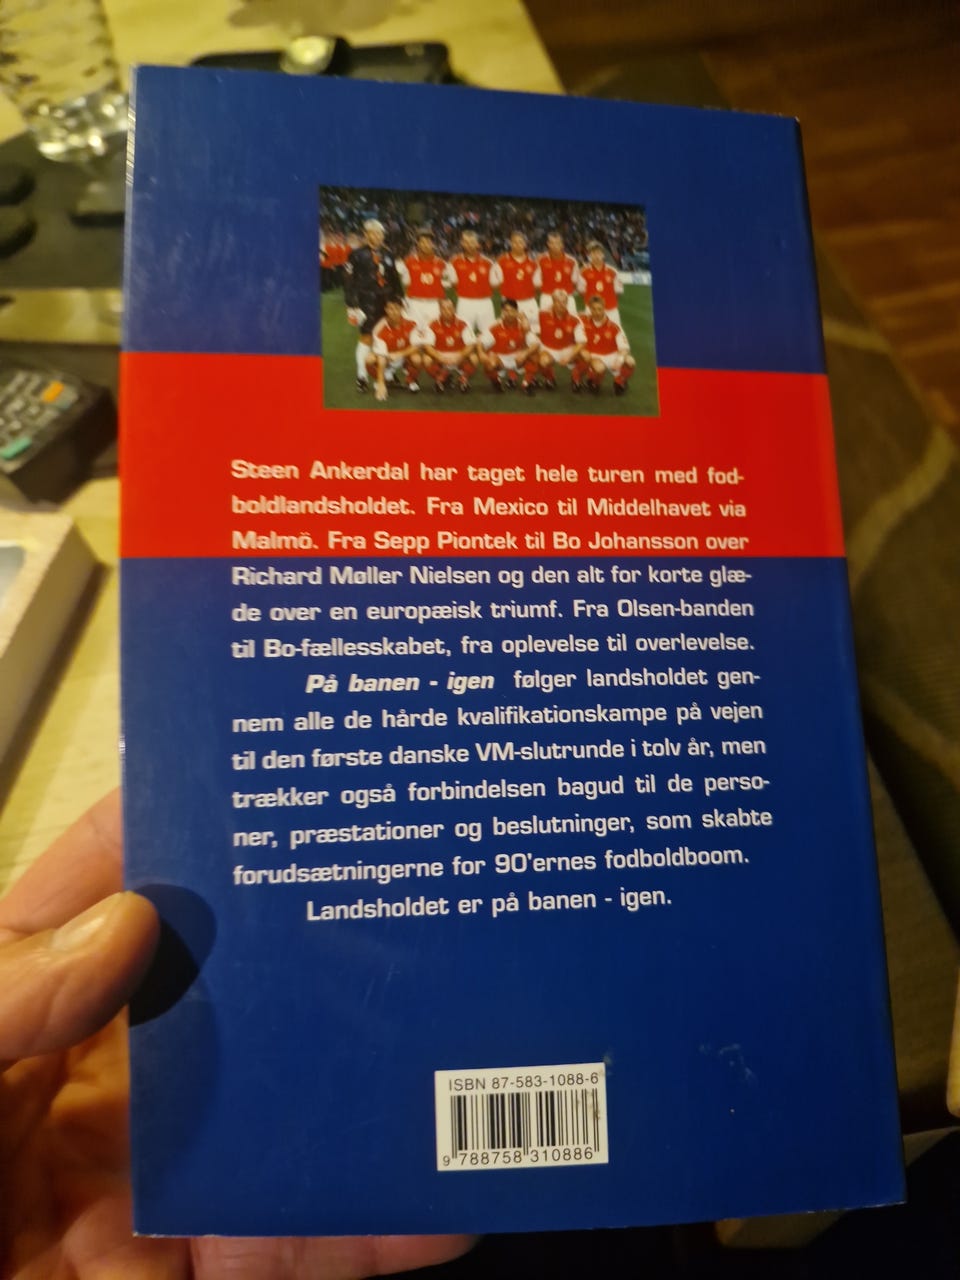 Steen Ankerdal har taget hele turen med fod-
boldlandsholdet. Fra Mexico til Middelhavet via
Malmö. Fra Sepp Piontek til Bo Johansson over
Richard Møller Nielsen og den alt for korte glæ-
de over en europæisk triumf. Fra Olsen-banden
til Bo-fællesskabet, fra oplevelse til overlevelse.
På banen - igen følger landsholdet gen-
nem alle de hårde kvalifikationskampe på vejen
til den første danske VM-slutrunde i tolv år, men
trækker også forbindelsen bagud til de perso-
ner, præstationer og beslutninger, som skabte
forudsætningerne for 90'ernes fodboldboom.
Landsholdet er på banen - igen.
ISBN 87-583-1088-6
9 788758 310886